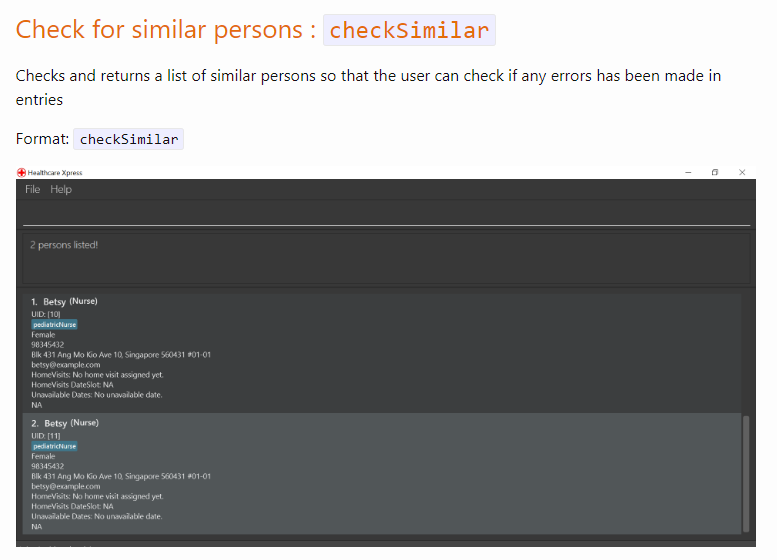 Check for similar persons : checkSimilar
Checks and returns a list of similar persons so that the user can check if any errors has been made in
entries
Format: checkSimilar
Healthcare Xpress
File Help
2 persons listed!
1. Betsy (Nurse)
UID: [10]
pediatricNurse
Female
98345432
Blk 431 Ang Mo Kio Ave 10, Singapore 560431 #01-01
betsy@example.com
HomeVisits: No home visit assigned yet.
HomeVisits DateSlot: NA
Unavailable Dates: No unavailable date.
NA
2. Betsy (Nurse)
UID: [11]
pediatricNurse
Female
98345432
Blk 431 Ang Mo Kio Ave 10, Singapore 560431 #01-01
betsy@example.com
HomeVisits: No home visit assigned yet.
HomeVisits DateSlot: NA
Unavailable Dates: No unavailable date.
NA